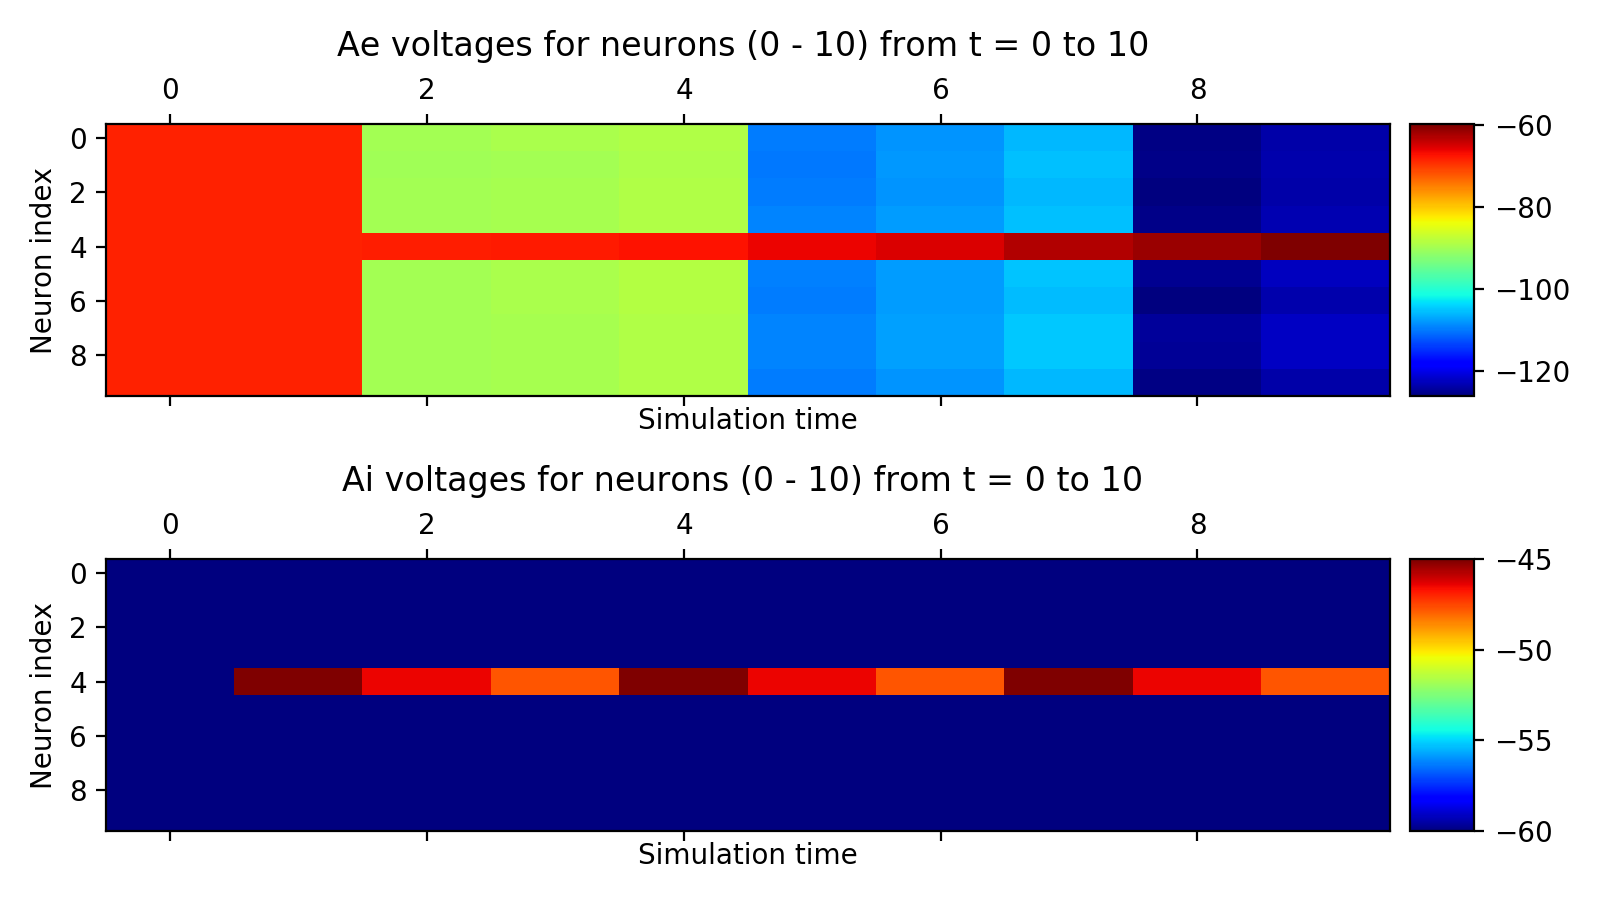 Ae voltages for neurons (0 - 10) from t = 0 to 10
0 2 4 6 8
Neuron index
0
2
4
6
8
−60
−80
−100
−120
Simulation time
Ai voltages for neurons (0 - 10) from t = 0 to 10
0 2 4 6 8
Neuron index
0
2
4
6
8
−45
−50
−55
−60
Simulation time